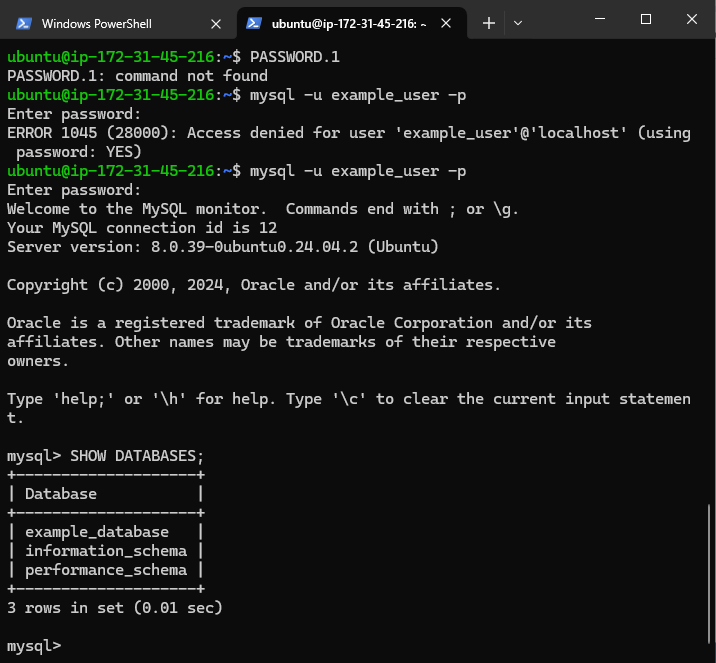 Windows PowerShell
ubuntu@ip-172-31-45-216: ~
ubuntu@ip-172-31-45-216:~$ PASSWORD.1
PASSWORD.1: command not found
ubuntu@ip-172-31-45-216:~$ mysql -u example_user -p
Enter password:
ERROR 1045 (28000): Access denied for user 'example_user'@'localhost' (using
 password: YES)
ubuntu@ip-172-31-45-216:~$ mysql -u example_user -p
Enter password:
Welcome to the MySQL monitor.  Commands end with ; or \g.
Your MySQL connection id is 12
Server version: 8.0.39-0ubuntu0.24.04.2 (Ubuntu)

Copyright (c) 2000, 2024, Oracle and/or its affiliates.

Oracle is a registered trademark of Oracle Corporation and/or its
affiliates. Other names may be trademarks of their respective
owners.

Type 'help;' or '\h' for help. Type '\c' to clear the current input statemen
t.

mysql> SHOW DATABASES;
+--------------------+
| Database           |
+--------------------+
| example_database   |
| information_schema |
| performance_schema |
+--------------------+
3 rows in set (0.01 sec)

mysql>